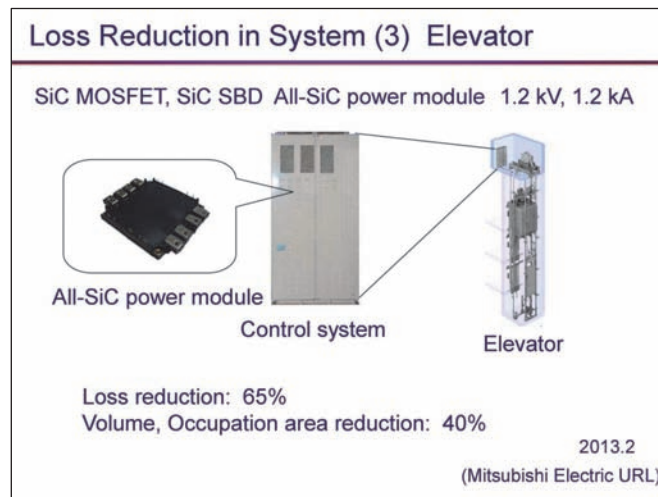 Loss Reduction in System (3) Elevator
SiC MOSFET, SiC SBD All-SiC power module 1.2 kV, 1.2 kA
All-SiC power module
Control system
Elevator
Loss reduction: 65%
Volume, Occupation area reduction: 40%
2013.2
(Mitsubishi Electric URL)